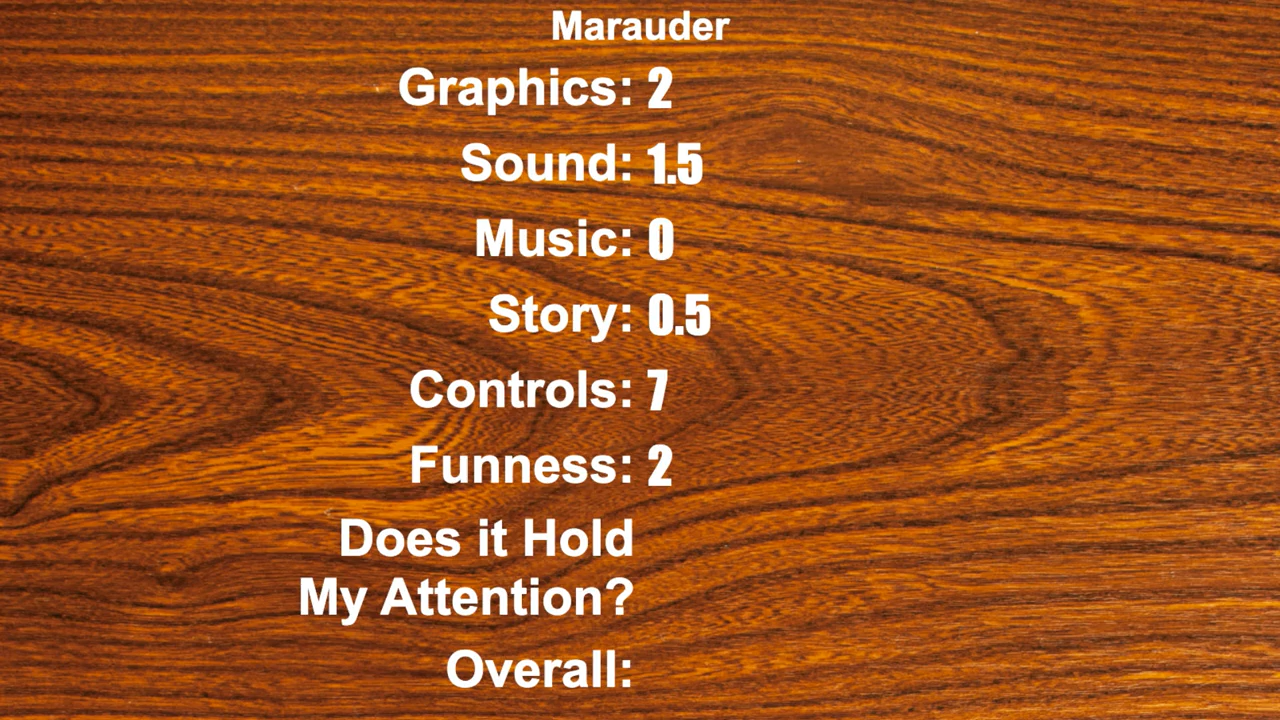 Marauder
Graphics: 2
Sound: 1.5
Music: 0
Story: 0.5
Controls: 7
Funness: 2
Does it Hold
My Attention?
Overall: